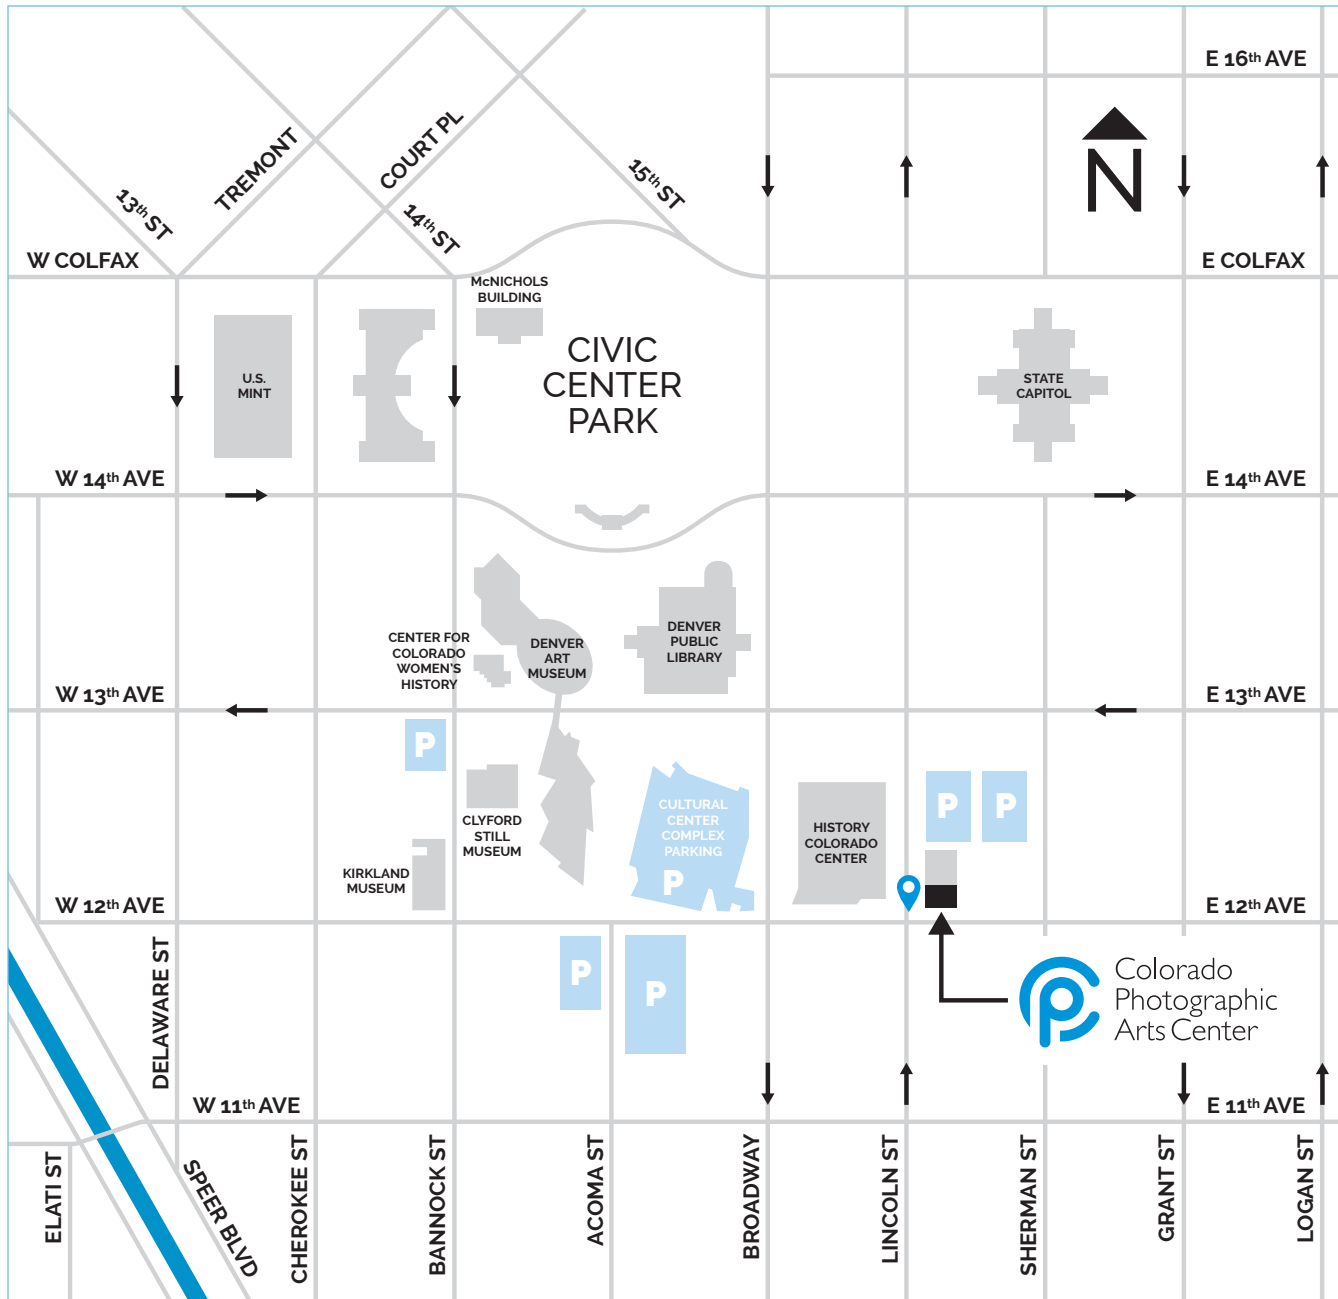 E 16th AVE
N
TREMONT
COURT PL
13th ST
14th ST
15th ST
W COLFAX
E COLFAX
McNICHOLS
BUILDING
CIVIC
CENTER
PARK
U.S.
MINT
STATE
CAPITOL
W 14th AVE
E 14th AVE
CENTER FOR
COLORADO
WOMEN'S
HISTORY
DENVER
ART
MUSEUM
DENVER
PUBLIC
LIBRARY
W 13th AVE
E 13th AVE
P
CLYFORD
STILL
MUSEUM
CULTURAL
CENTER
COMPLEX
PARKING
P
HISTORY
COLORADO
CENTER
P
P
KIRKLAND
MUSEUM
W 12th AVE
E 12th AVE
P
P
Colorado
Photographic
Arts Center
W 11th AVE
E 11th AVE
ELATI ST
DELAWARE ST
SPEER BLVD
CHEROKEE ST
BANNOCK ST
ACOMA ST
BROADWAY
LINCOLN ST
SHERMAN ST
GRANT ST
LOGAN ST